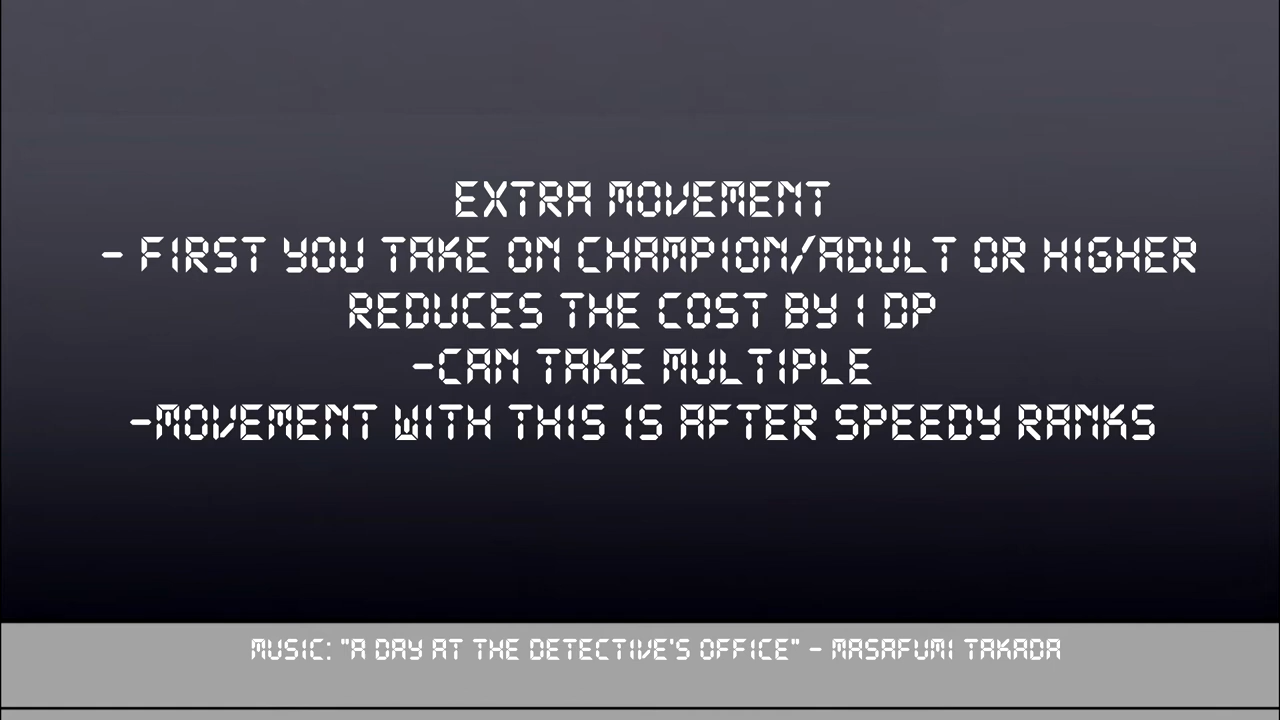 EXTRA MOVEMENT
- FIRST YOU TAKE ON CHAMPION/ADULT OR HIGHER
REDUCES THE COST BY 1 DP
-CAN TAKE MULTIPLE
-MOVEMENT WITH THIS IS AFTER SPEEDY RANKS
MUSIC: "A DAY AT THE DETECTIVE'S OFFICE" - MASAFUMI TAKADA